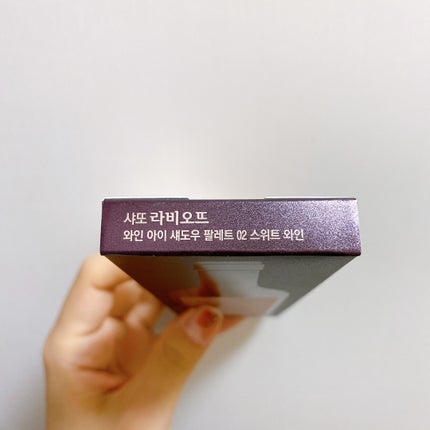 샤또 라비오뜨
와인 아이 섀도우 팔레트 02 스위트 와인